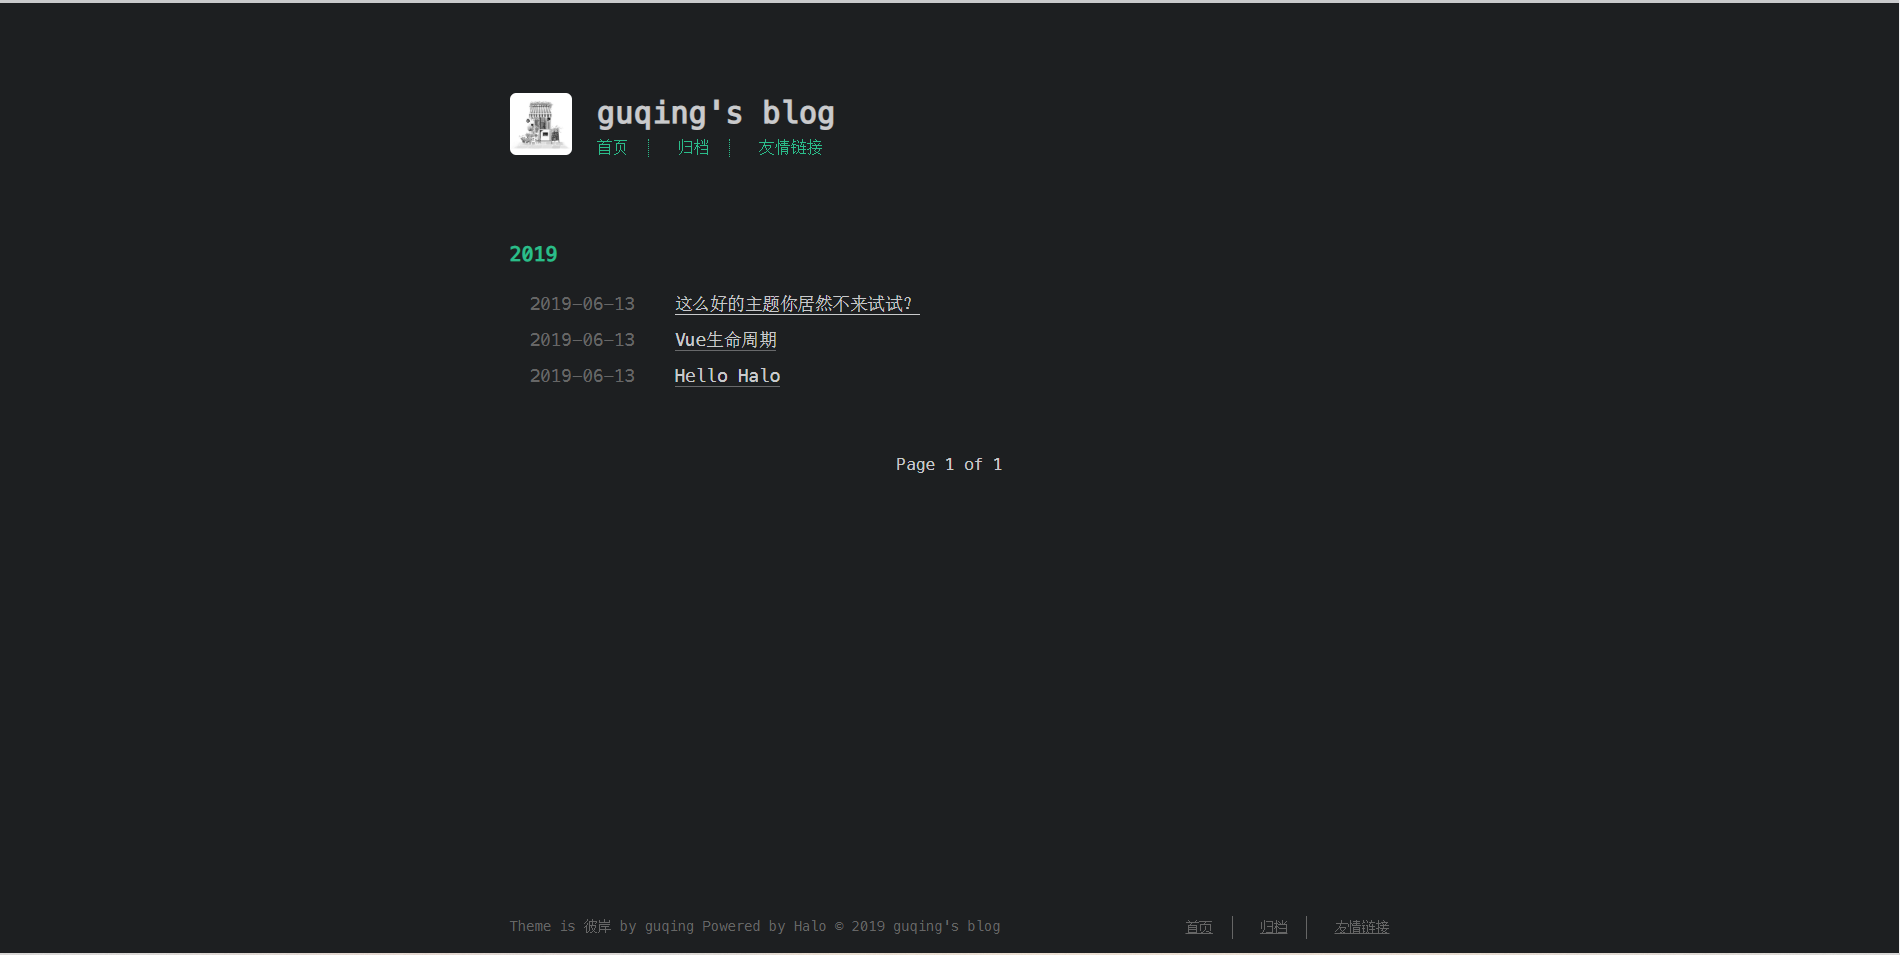 guqing's blog
首页 归档 友情链接
2019
2019-06-13 这么好的主题你居然不来试试？
2019-06-13 Vue生命周期
2019-06-13 Hello Halo
Page 1 of 1
Theme is 彼岸 by guqing Powered by Halo © 2019 guqing's blog 首页 归档 友情链接